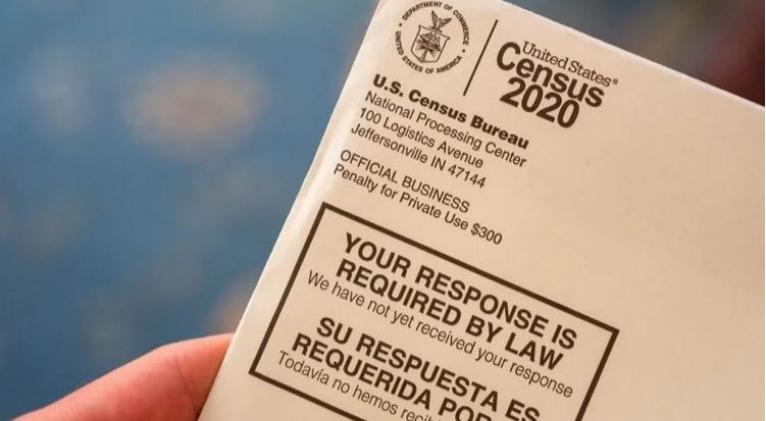 DEPARTMENT OF COMMERCE
UNITED STATES OF AMERICA
United States®
Census
2020
U.S. Census Bureau
National Processing Center
100 Logistics Avenue
Jeffersonville IN 47144
OFFICIAL BUSINESS
Penalty for Private Use $300
YOUR RESPONSE IS
REQUIRED BY LAW
We have not yet received your response
SU RESPUESTA ES
REQUERIDA POR
Todavía no hemos